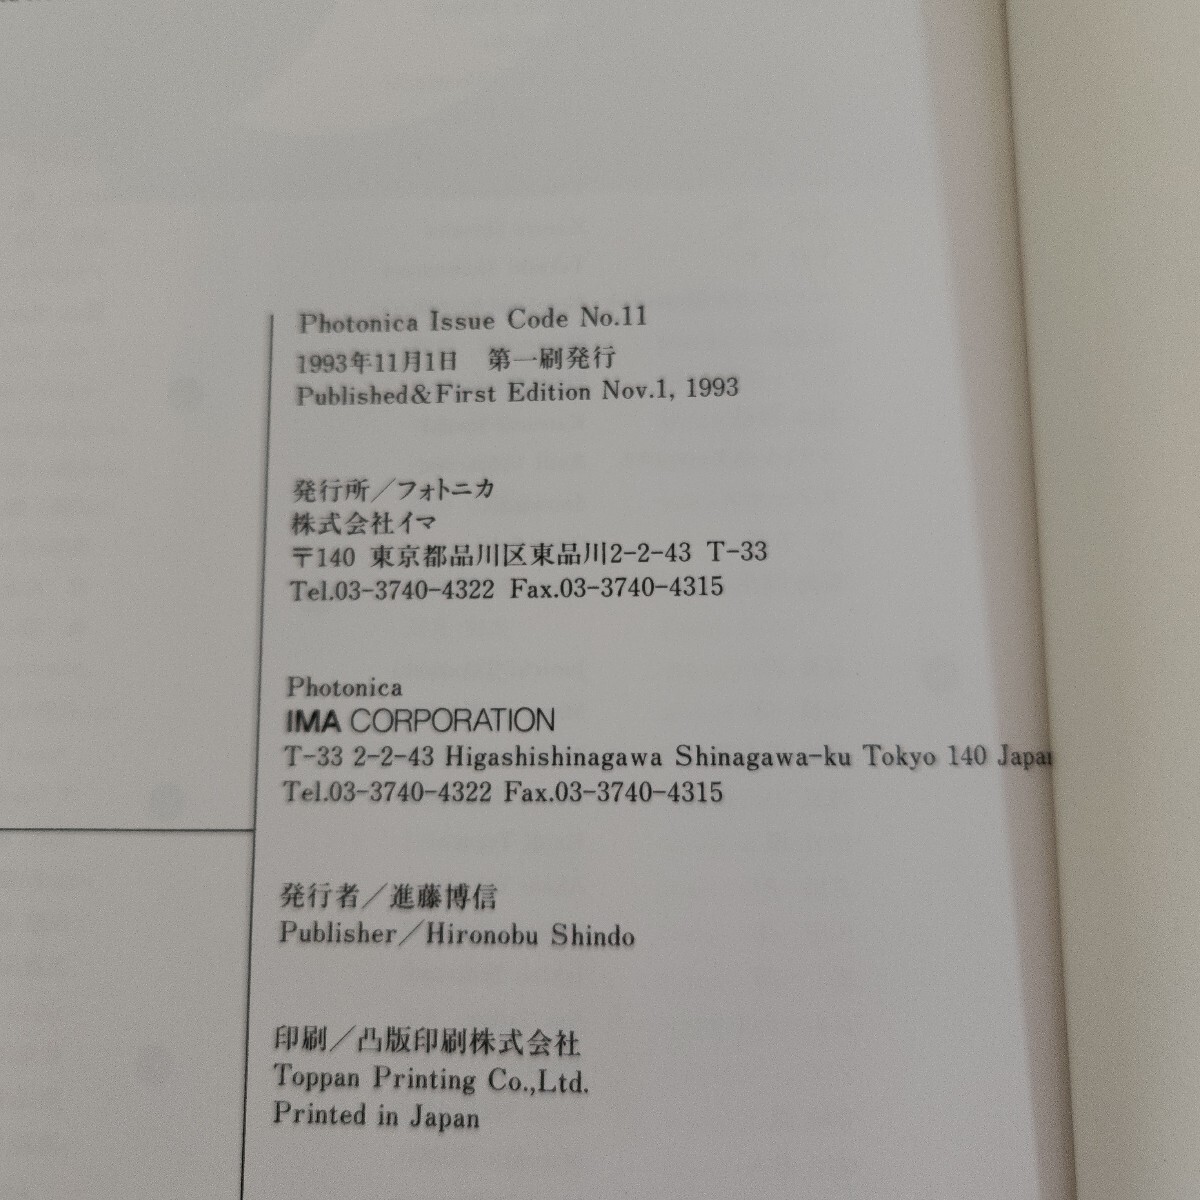 Photonica Issue Code No.11
1993年11月1日　第一刷発行
Published&First Edition Nov.1, 1993
発行所／フォトニカ
株式会社イマ
〒140 東京都品川区東品川2-2-43 T-33
Tel.03-3740-4322 Fax.03-3740-4315
Photonica
IMA CORPORATION
T-33 2-2-43 Higashishinagawa Shinagawa-ku Tokyo 140 Japan
Tel.03-3740-4322 Fax.03-3740-4315
発行者／進藤博信
Publisher／Hironobu Shindo
印刷／凸版印刷株式会社
Toppan Printing Co.,Ltd.
Printed in Japan